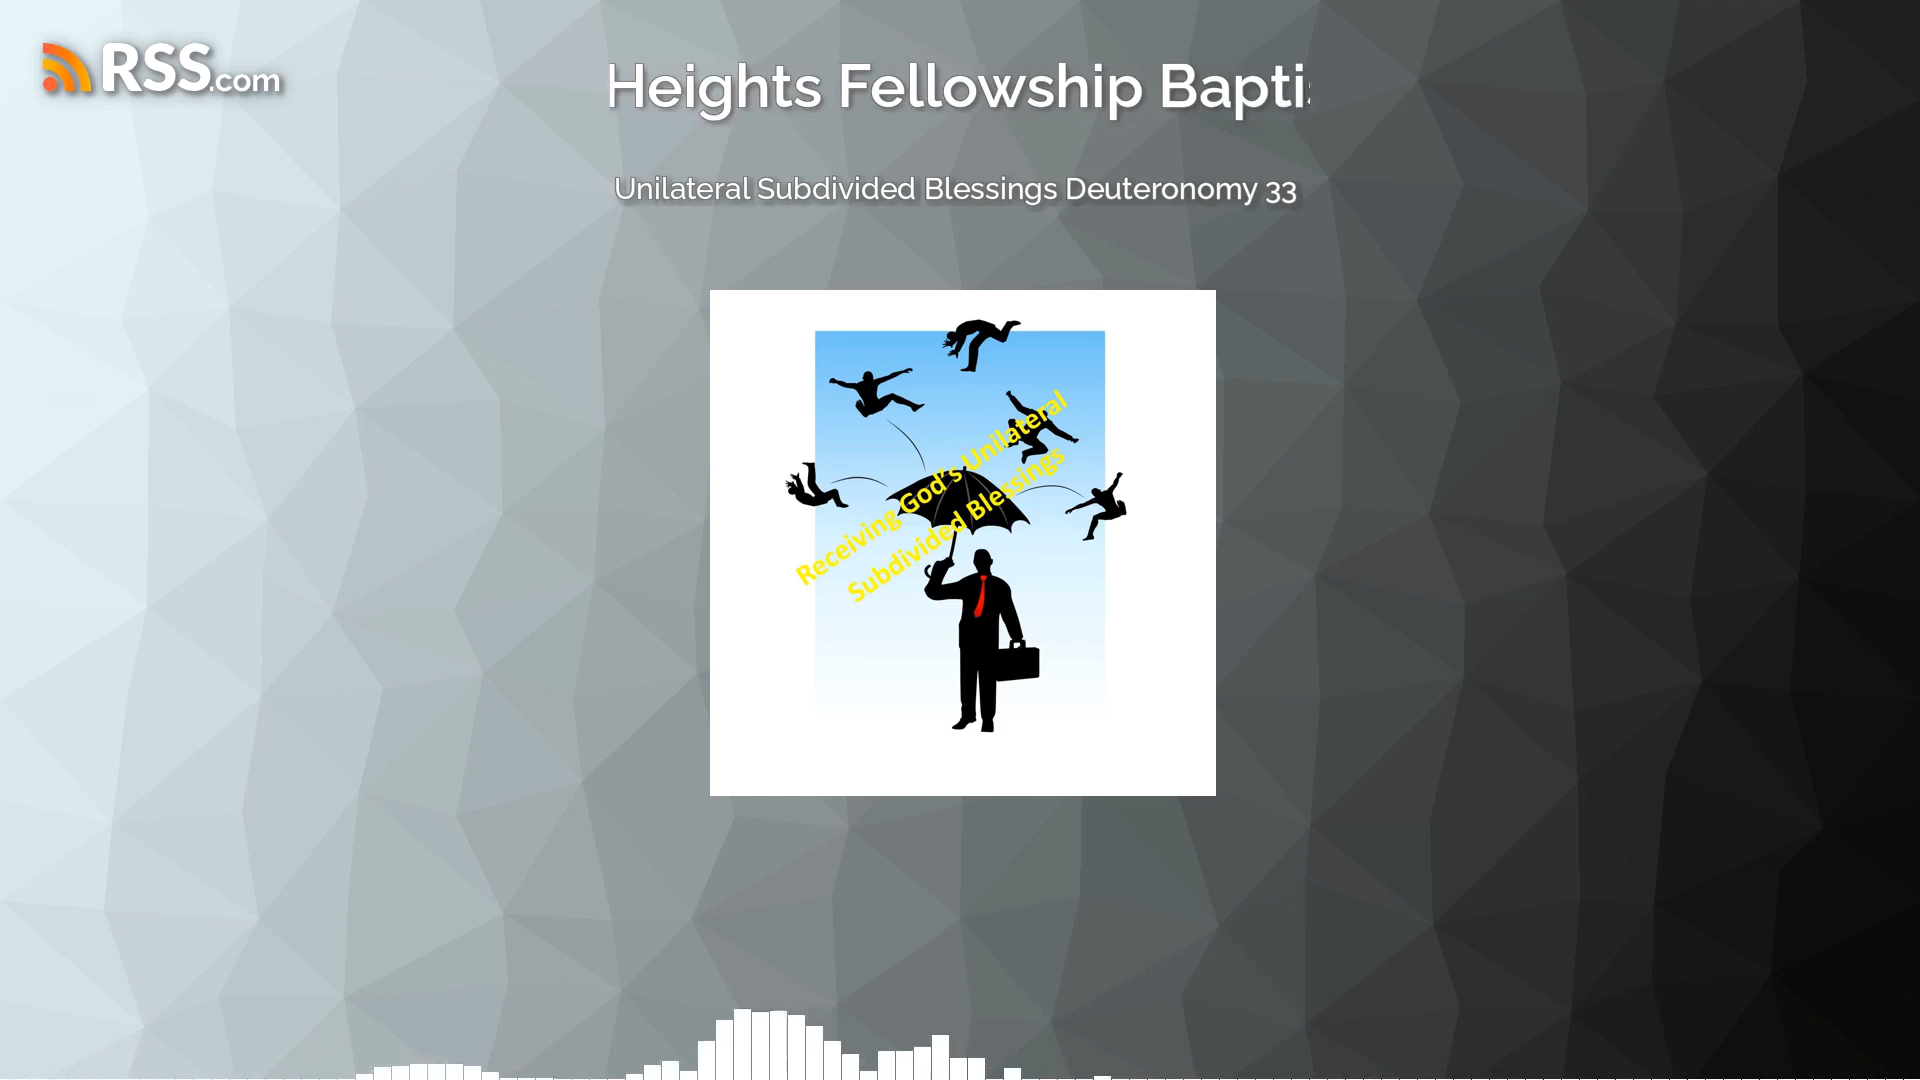 RSS.com
Heights Fellowship Bapti
Unilateral Subdivided Blessings Deuteronomy 33
Receiving God's Unilateral
Subdivided Blessings